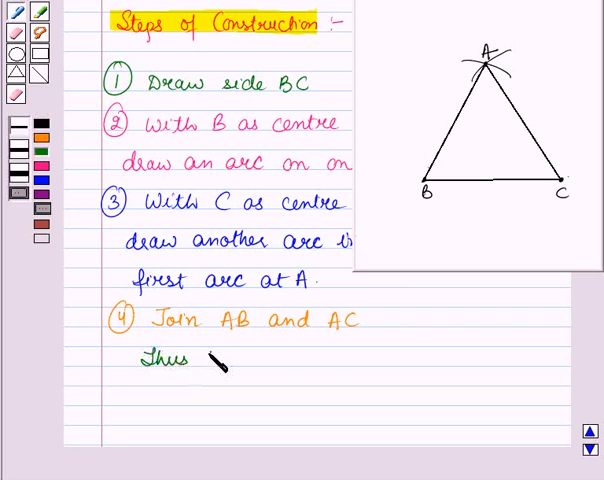 Steps of Construction :-
1 Draw side BC
2 With B as centre
draw an arc on on
3 With C as centre
draw another arc
first arc at A.
4 Join AB and AC
Thus
A
B
C